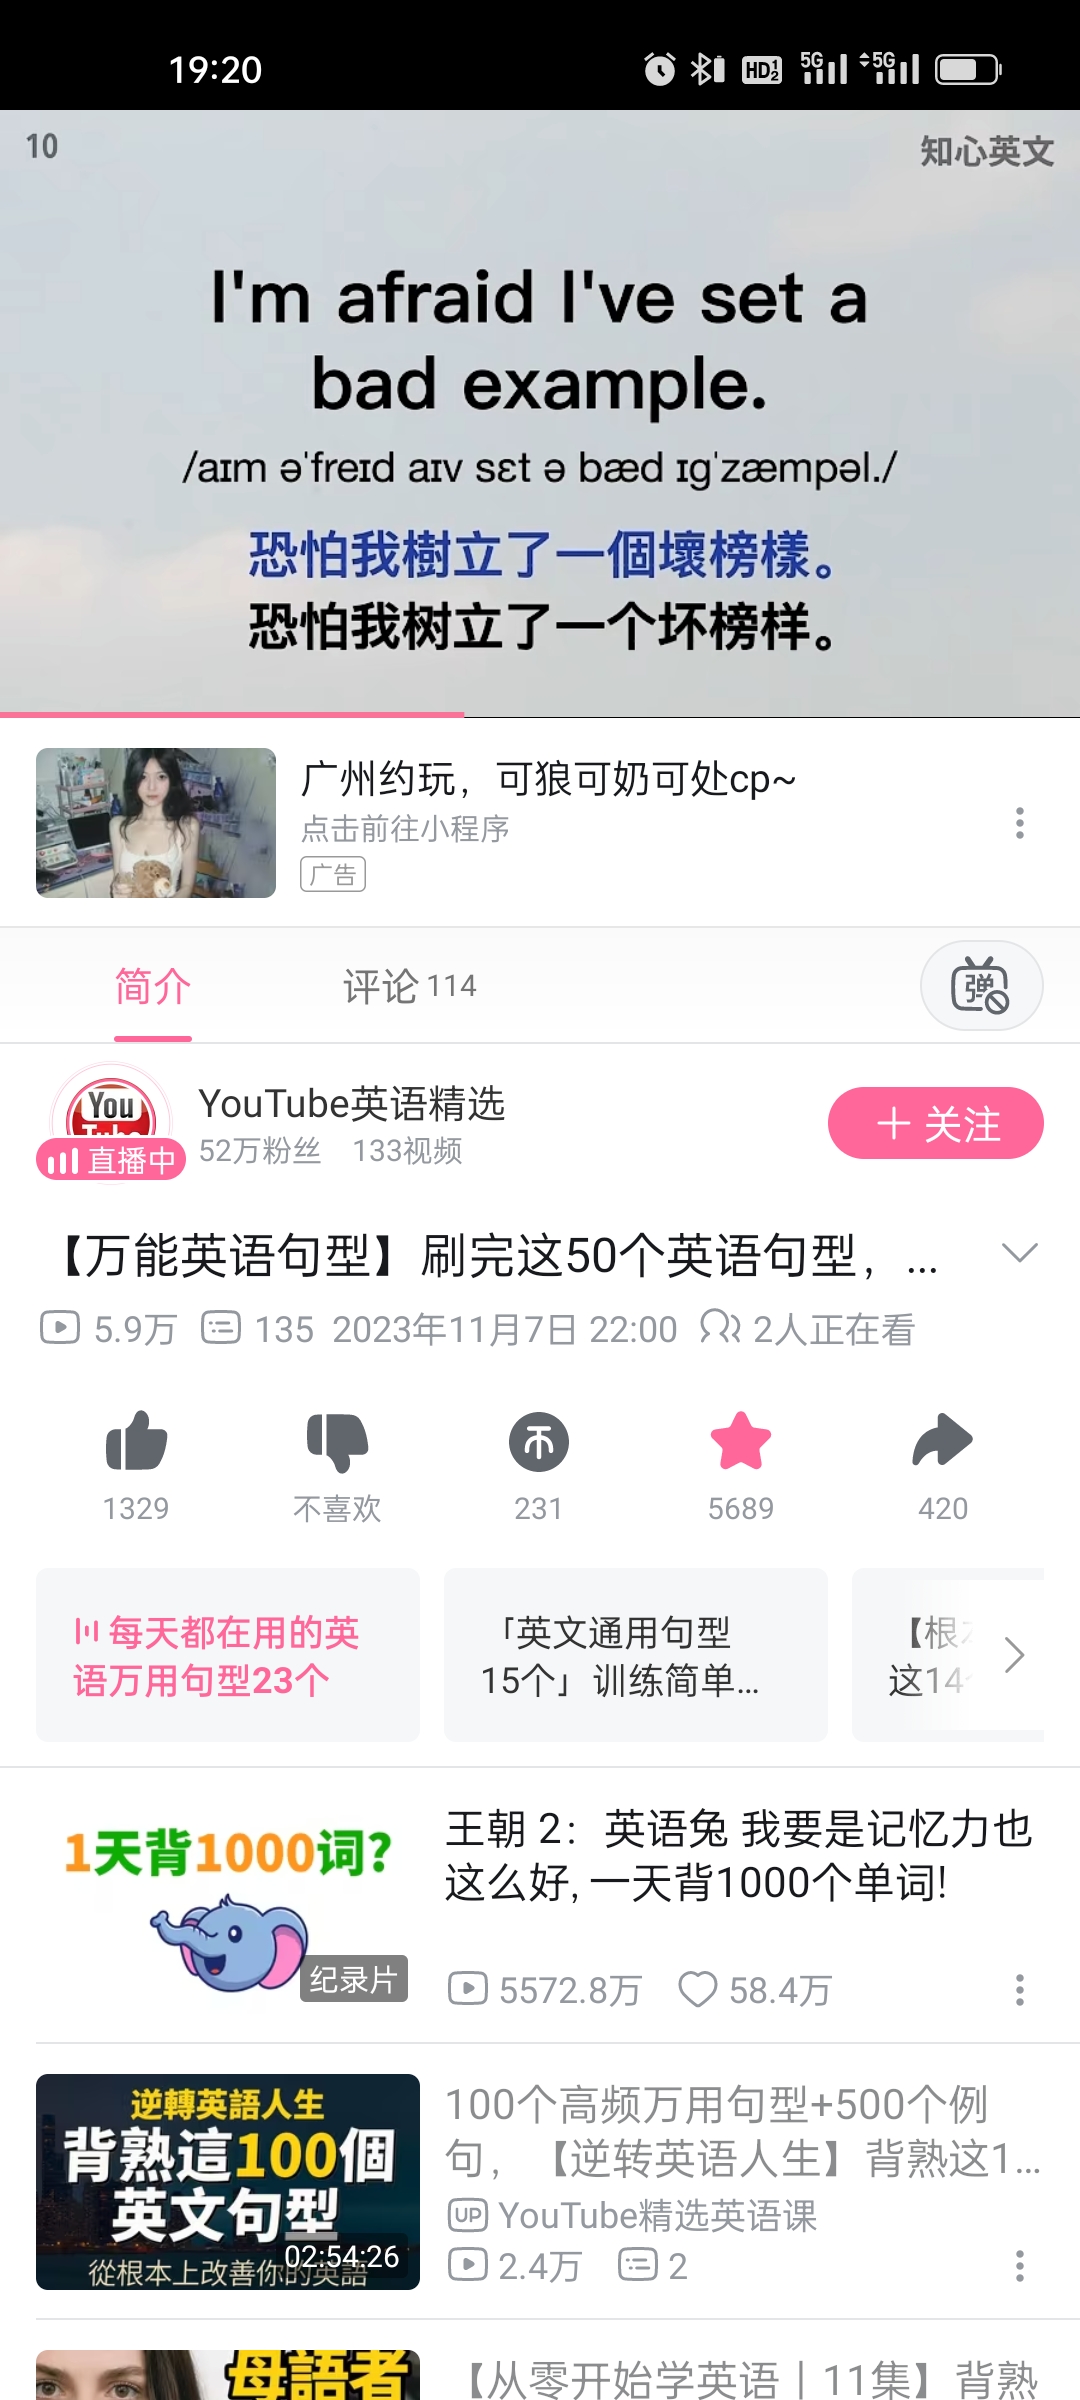 19:20
HD 1 2
5G
5G
10
知心英文
I'm afraid I've set a
bad example.
/aɪm əˈfreɪd aɪv sɛt ə bæd ɪɡˈzæmpəl./
恐怕我樹立了一個壞榜樣。
恐怕我树立了一个坏榜样。
广州约玩，可狼可奶可处cp~
点击前往小程序
广告
简介
评论 114
弹
You
Tube
直播中
YouTube英语精选
52万粉丝 133视频
关注
【万能英语句型】刷完这50个英语句型，...
5.9万 135 2023年11月7日 22:00 2人正在看
1329
不喜欢
231
5689
420
每天都在用的英
语万用句型23个
「英文通用句型
15个」训练简单...
【根
这14
1天背1000词?
纪录片
王朝 2：英语兔 我要是记忆力也
这么好, 一天背1000个单词!
5572.8万 58.4万
逆轉英語人生
背熟這100個
英文句型
從根本上改善你的英語
02:54:26
100个高频万用句型+500个例
句，【逆转英语人生】背熟这1...
UP YouTube精选英语课
2.4万 2
母語者
【从零开始学英语｜11集】背熟